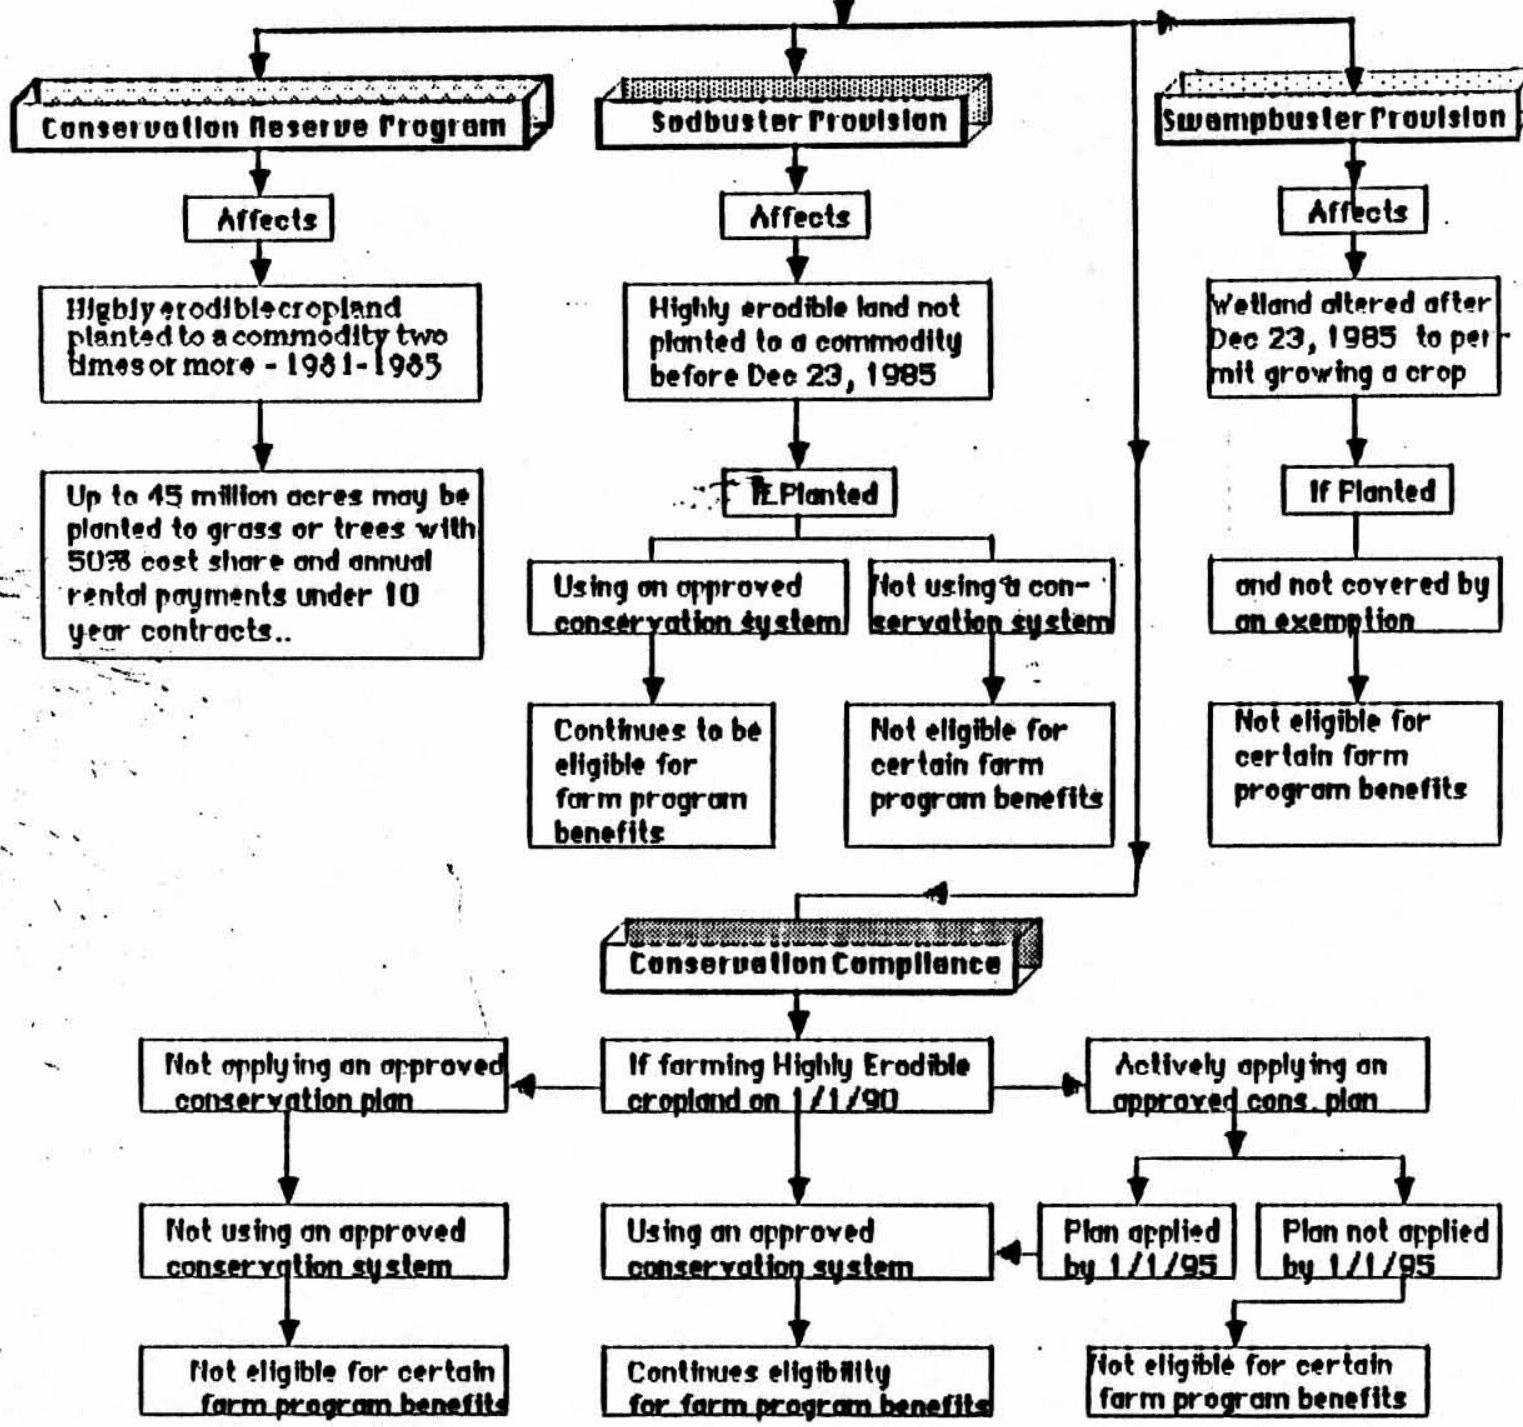 Conservation Reserve Program
Affects
Highly erodible cropland
planted to a commodity two
times or more - 1981-1985
Up to 45 million acres may be
planted to grass or trees with
50% cost share and annual
rental payments under 10
year contracts..
Sodbuster Provision
Affects
Highly erodible land not
planted to a commodity
before Dec 23, 1985
If Planted
Using an approved
conservation system
Continues to be
eligible for
farm program
benefits
Not using a con-
servation system
Not eligible for
certain farm
program benefits
Swampbuster Provision
Affects
Wetland altered after
Dec 23, 1985 to per-
mit growing a crop
If Planted
and not covered by
an exemption
Not eligible for
certain farm
program benefits
Conservation Compliance
Not applying an approved
conservation plan
If farming Highly Erodible
cropland on 1/1/90
Actively applying an
approved cons. plan
Not using an approved
conservation system
Using an approved
conservation system
Plan applied
by 1/1/95
Plan not applied
by 1/1/95
Not eligible for certain
farm program benefits
Continues eligibility
for farm program benefits
Not eligible for certain
farm program benefits